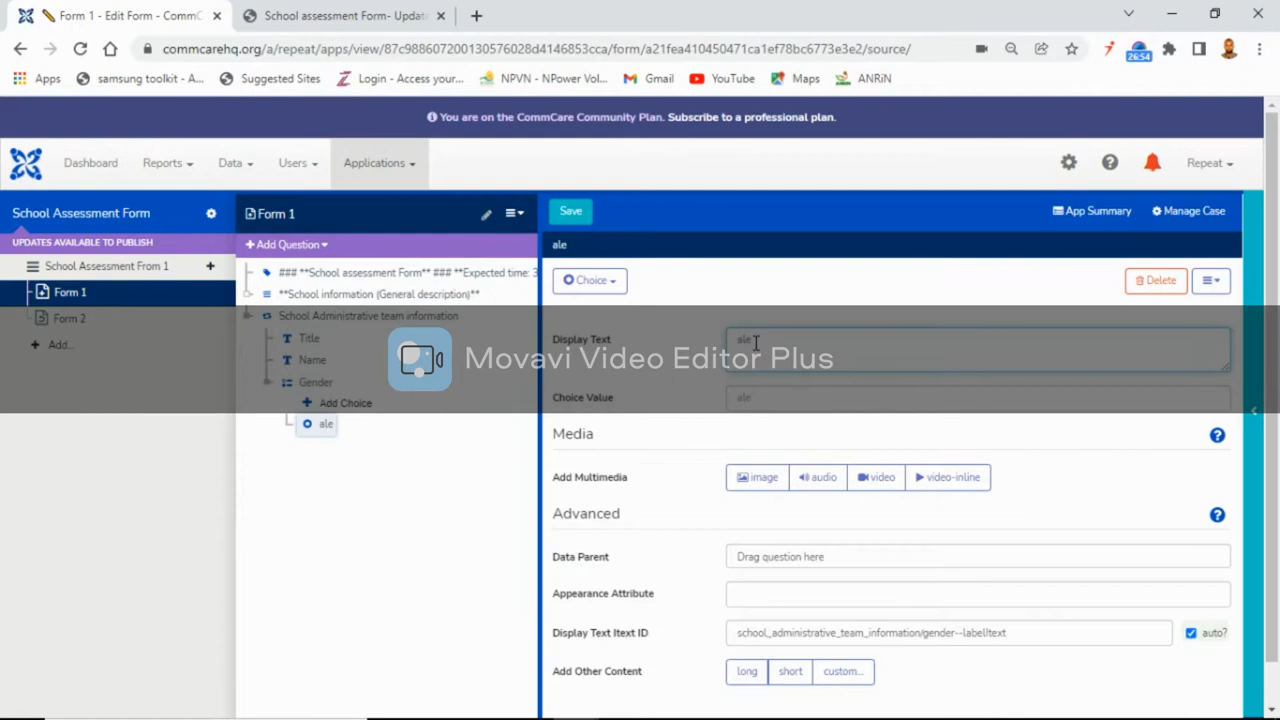 Form 1 - Edit Form - CommC
School assessment Form- Updat
commcarehq.org/a/repeat/apps/view/87c988607200130576028d4146853cca/form/a21fea410450471ca1ef78bc6773e3e2/source/
26:54
Apps
samsung toolkit - A...
Suggested Sites
Login - Access your...
NPVN - NPower Vol...
Gmail
YouTube
Maps
ANRiN
You are on the CommCare Community Plan. Subscribe to a professional plan.
Dashboard
Reports
Data
Users
Applications
Repeat
School Assessment Form
Form 1
Save
App Summary
Manage Case
UPDATES AVAILABLE TO PUBLISH
+ Add Question
ale
School Assessment From 1
### **School assessment Form** ### **Expected time: 3
Choice
Delete
Form 1
**School information (General description)**
Form 2
School Administrative team information
Add...
Title
Display Text
ale
Name
Movavi Video Editor Plus
Gender
Add Choice
Choice Value
ale
ale
Media
Add Multimedia
image
audio
video
video-inline
Advanced
Data Parent
Drag question here
Appearance Attribute
Display Text Itext ID
school_administrative_team_information/gender--labelltext
auto?
Add Other Content
long
short
custom...